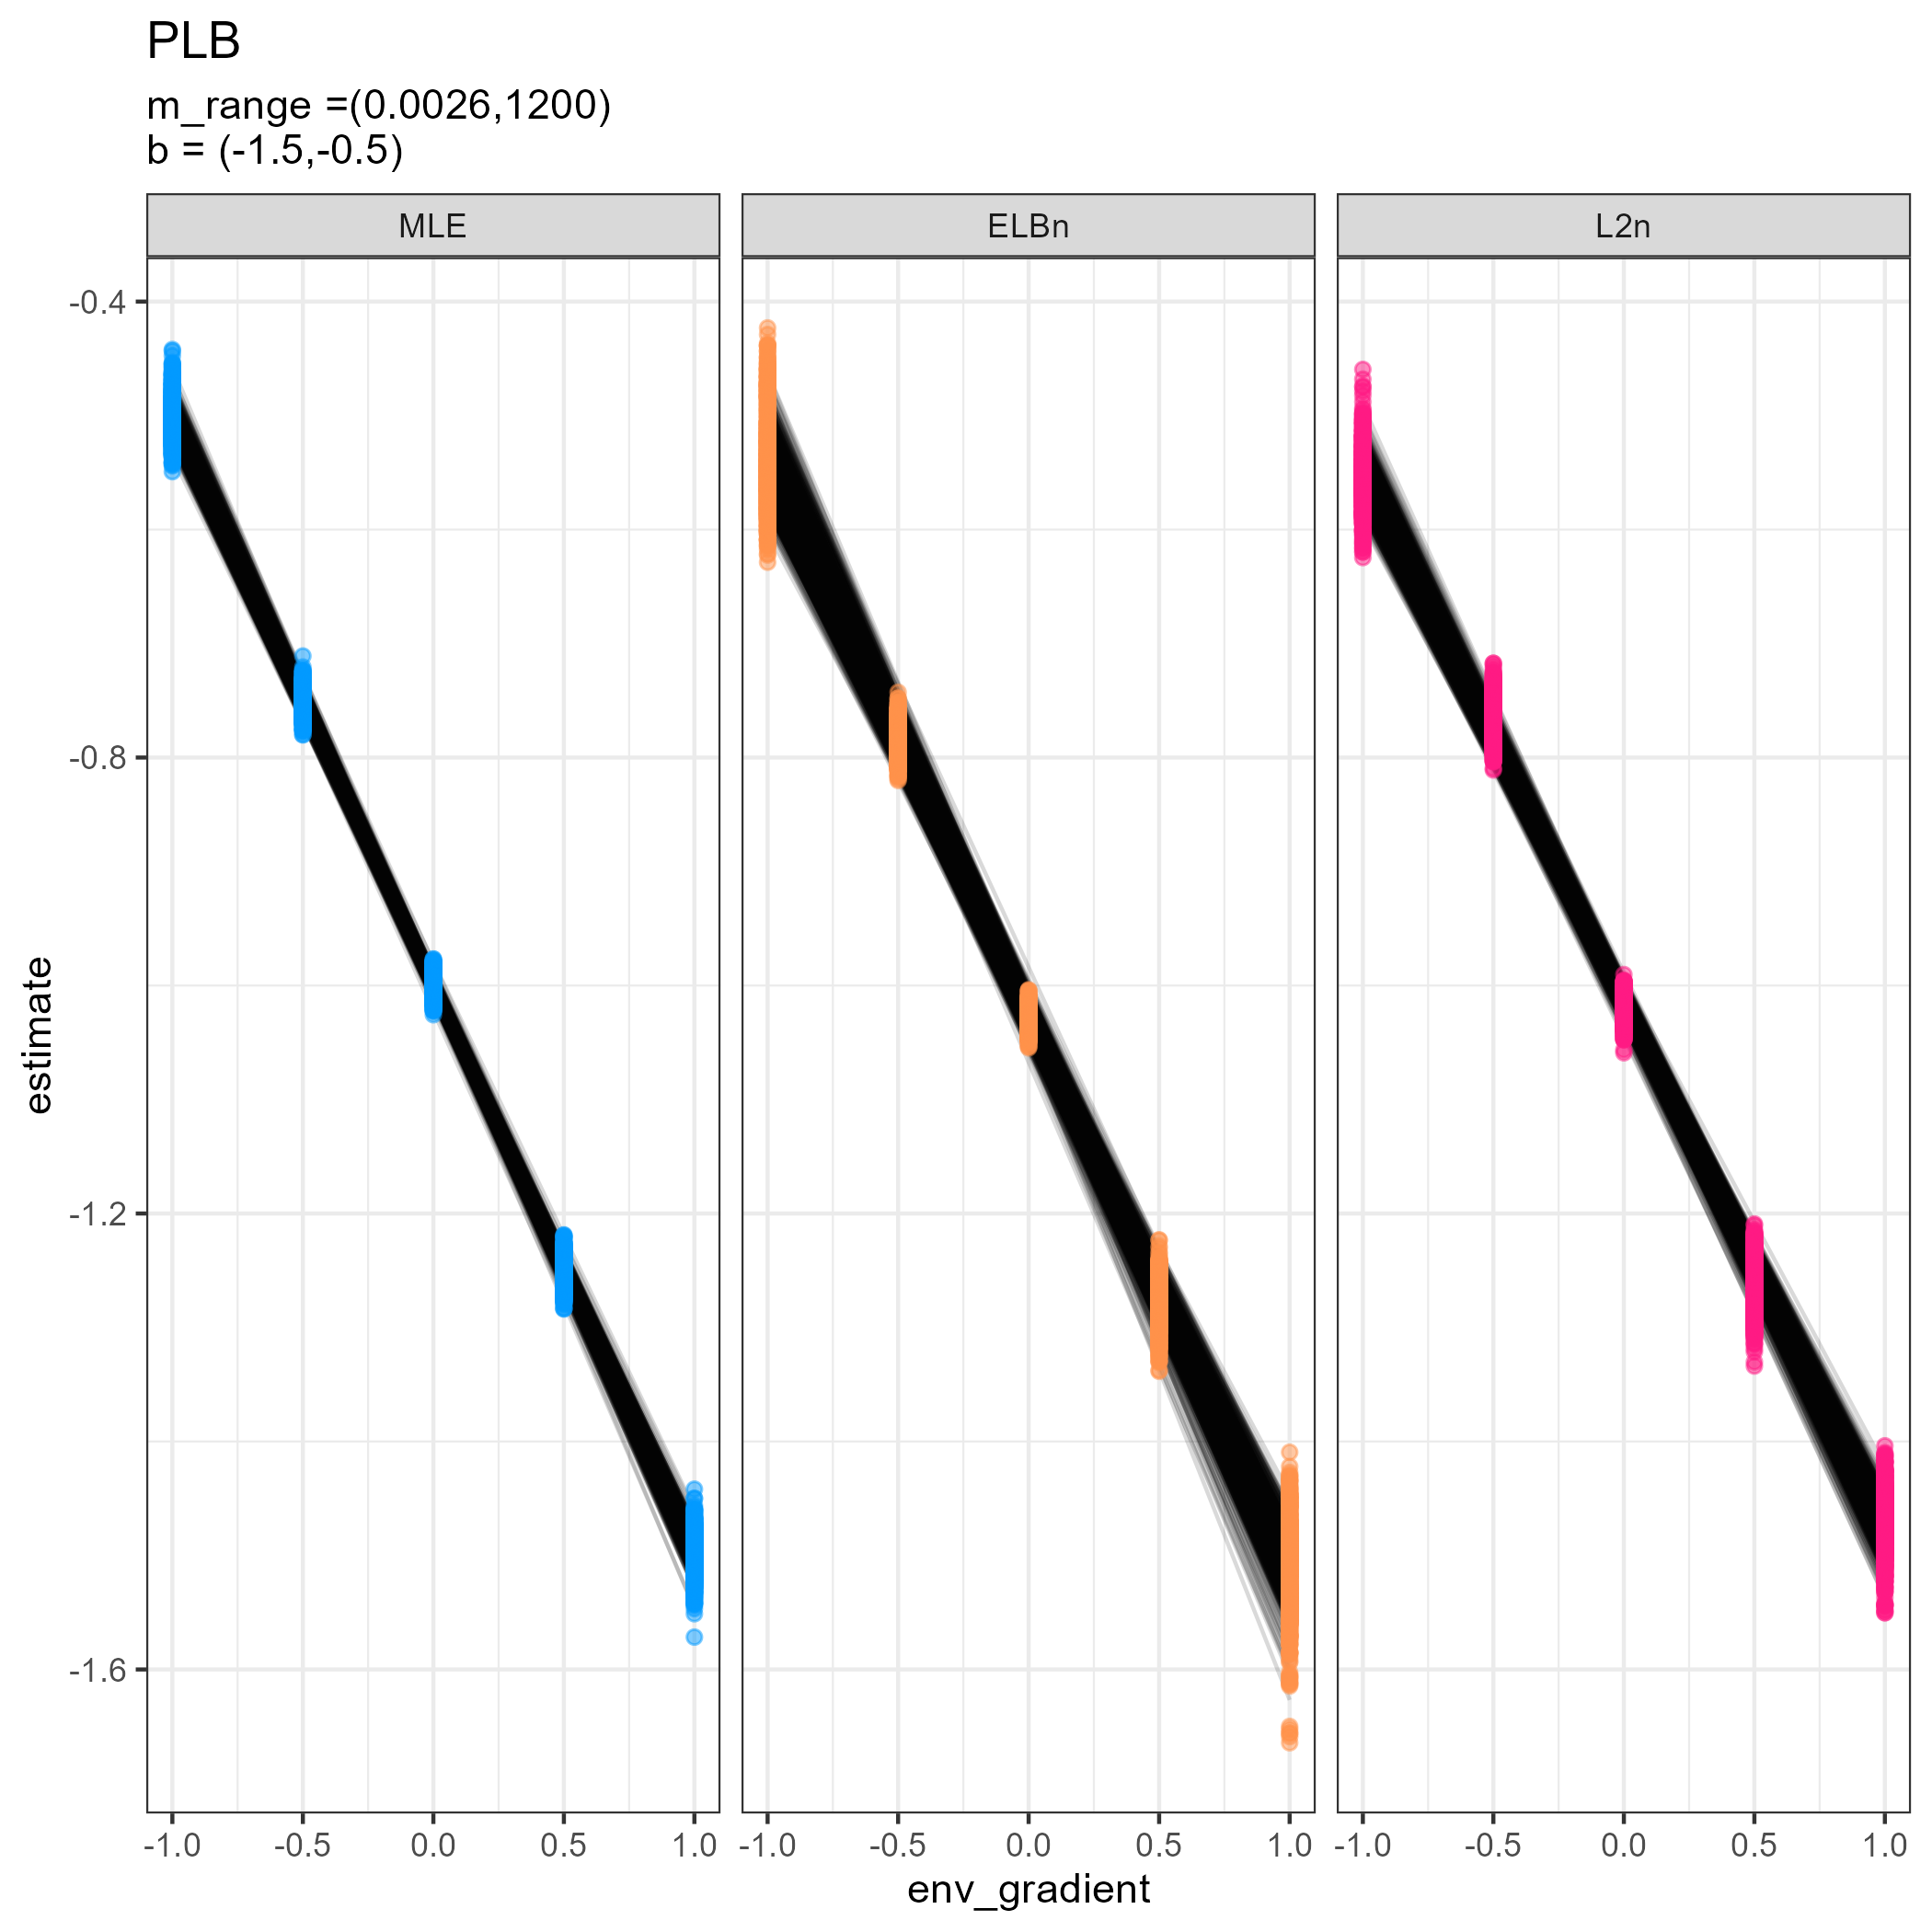 PLB
m_range =(0.0026,1200)
b = (-1.5,-0.5)
MLE ELBn L2n
-0.4
-0.8
-1.2
-1.6
estimate
-1.0 -0.5 0.0 0.5 1.0 -1.0 -0.5 0.0 0.5 1.0 -1.0 -0.5 0.0 0.5 1.0
env_gradient